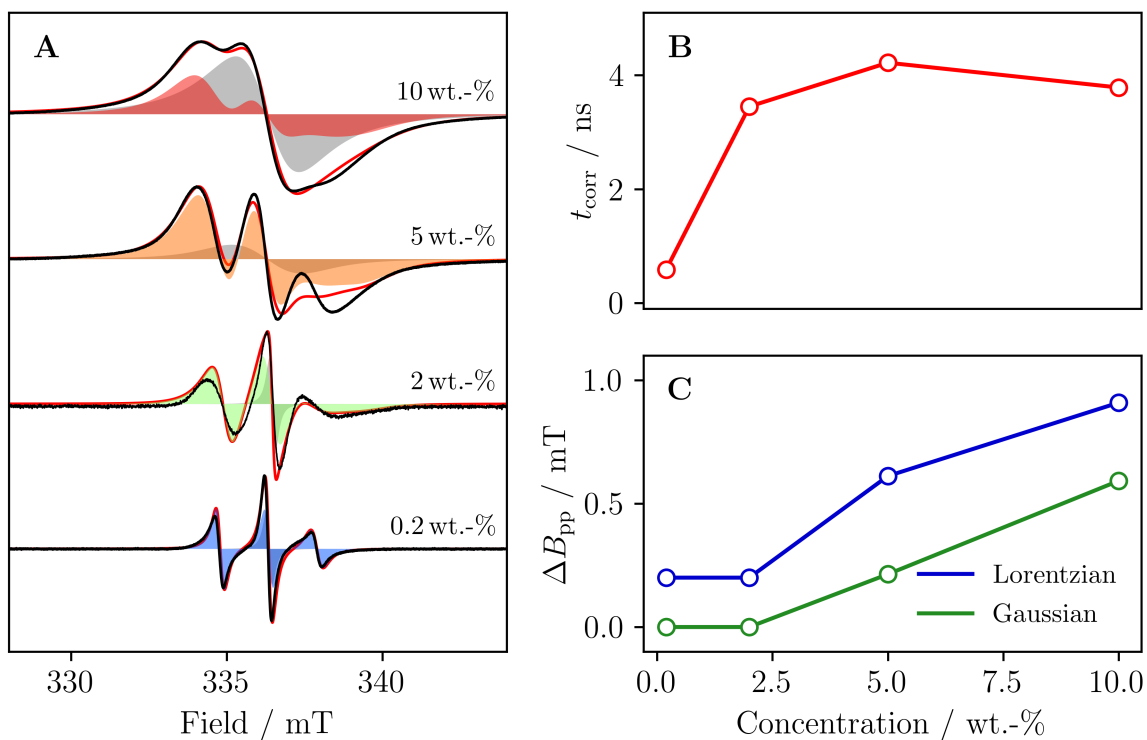 A
10 wt.-%
5 wt.-%
2 wt.-%
0.2 wt.-%
330 335 340
Field / mT
B
4
2
0
t_corr / ns
C
1.0
0.5
0.0
ΔB_pp / mT
Lorentzian
Gaussian
0.0 2.5 5.0 7.5 10.0
Concentration / wt.-%